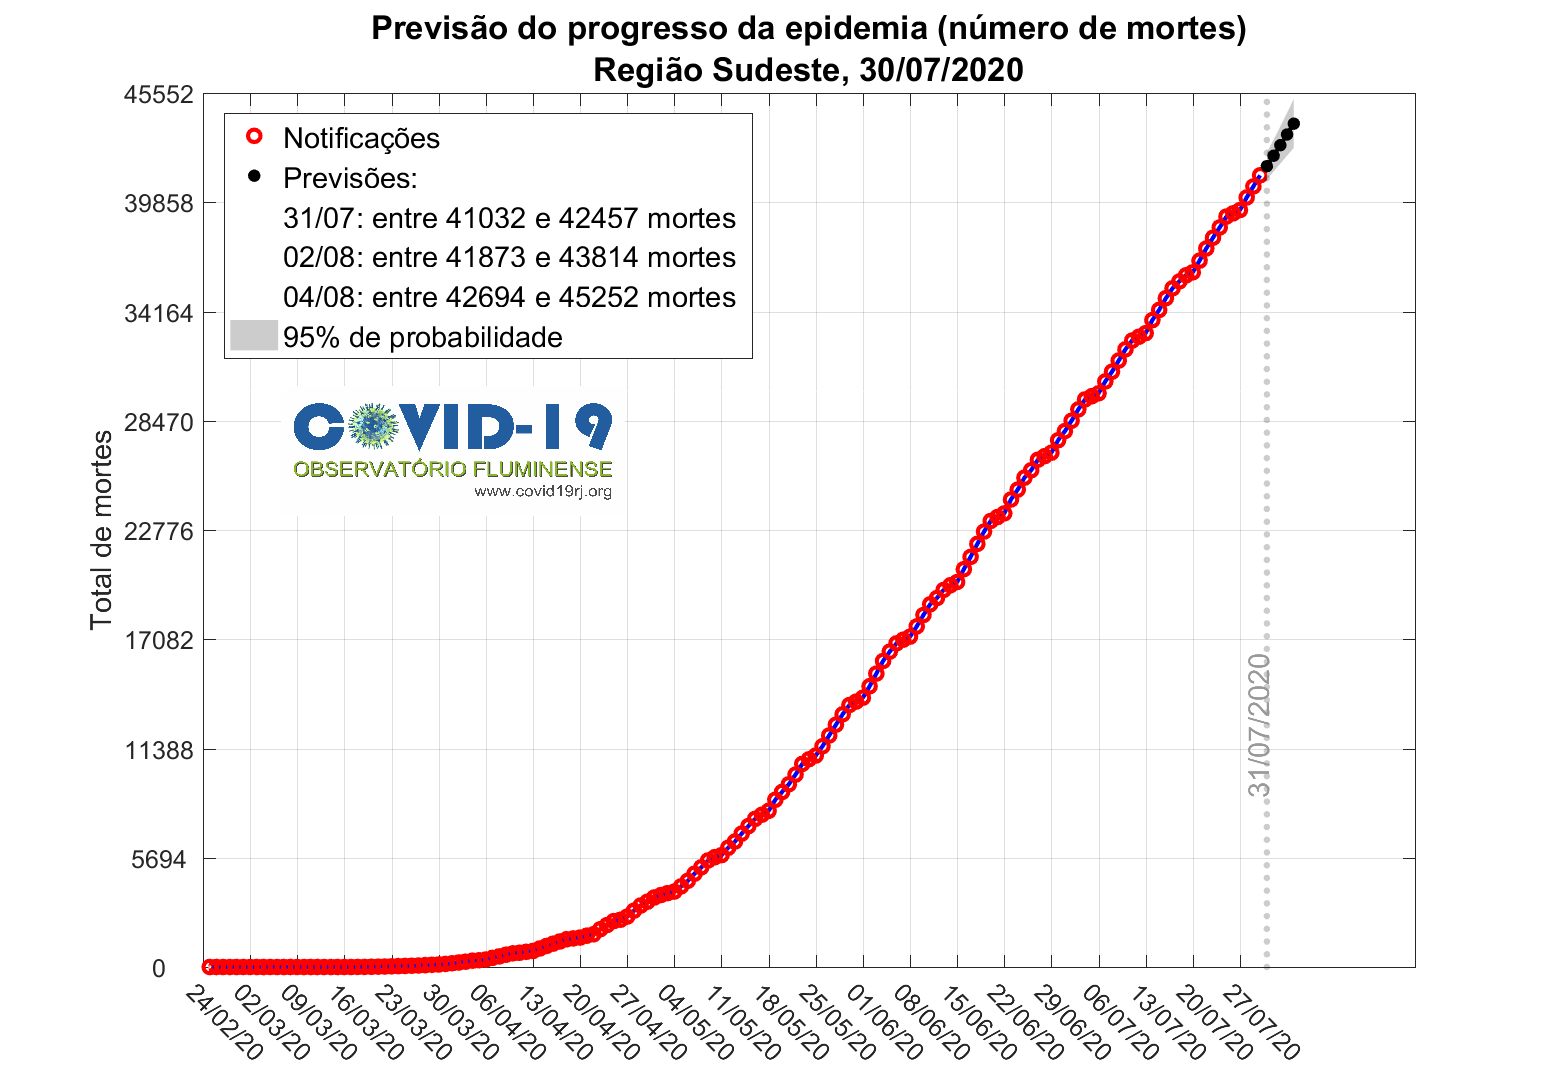 Previsão do progresso da epidemia (número de mortes)
Região Sudeste, 30/07/2020
45552
39858
34164
28470
22776
17082
11388
5694
0
Total de mortes
Notificações
Previsões:
31/07: entre 41032 e 42457 mortes
02/08: entre 41873 e 43814 mortes
04/08: entre 42694 e 45252 mortes
95% de probabilidade
COVID-19
OBSERVATÓRIO FLUMINENSE
www.covid19rj.org
31/07/2020
24/02/20
02/03/20
09/03/20
16/03/20
23/03/20
30/03/20
06/04/20
13/04/20
20/04/20
27/04/20
04/05/20
11/05/20
18/05/20
25/05/20
01/06/20
08/06/20
15/06/20
22/06/20
29/06/20
06/07/20
13/07/20
20/07/20
27/07/20